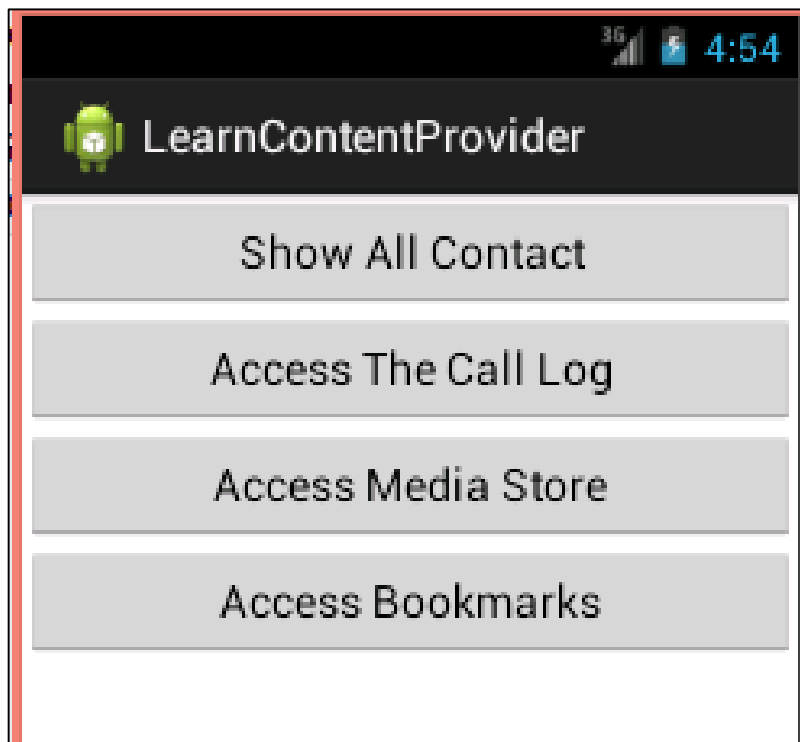 3G 4:54
LearnContentProvider
Show All Contact
Access The Call Log
Access Media Store
Access Bookmarks